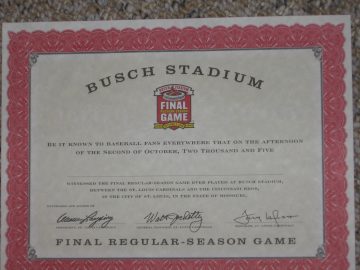 BUSCH STADIUM
FINAL
GAME
BE IT KNOWN TO BASEBALL FANS EVERYWHERE THAT ON THE AFTERNOON
OF THE SECOND OF OCTOBER, TWO THOUSAND AND FIVE
WITNESSED THE FINAL REGULAR-SEASON GAME EVER PLAYED AT BUSCH STADIUM,
BETWEEN THE ST. LOUIS CARDINALS AND THE CINCINNATI REDS,
IN THE CITY OF ST. LOUIS, IN THE STATE OF MISSOURI.
FINAL REGULAR-SEASON GAME